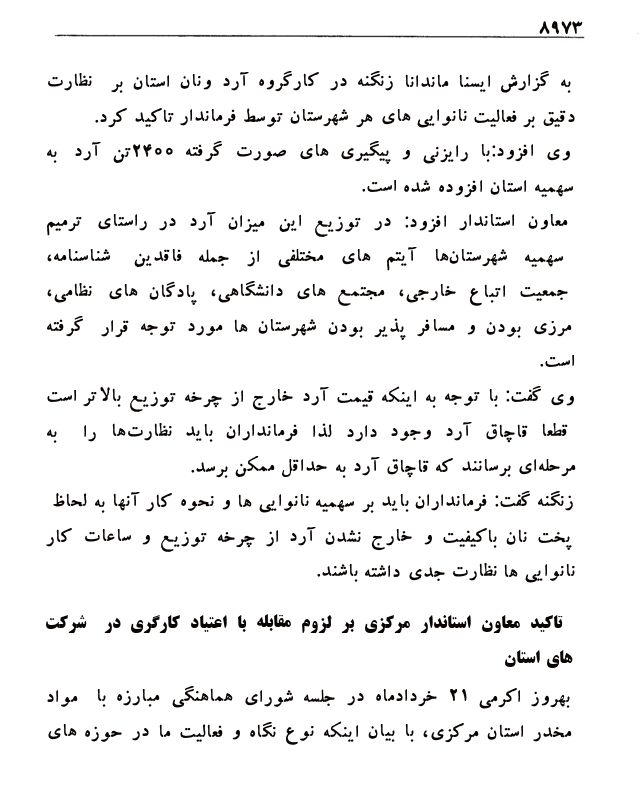 ۸۹۷۳
به گزارش ایسنا ماندانا زنگنه در کارگروه آرد ونان استان بر نظارت
دقیق بر فعالیت نانوایی های هر شهرستان توسط فرماندار تاکید کرد.
وی افزود:با رایزنی و پیگیری های صورت گرفته ۲۴۰۰تن آرد به
سهمیه استان افزوده شده است.
معاون استاندار افزود: در توزیع این میزان آرد در راستای ترمیم
سهمیه شهرستان‌ها آیتم های مختلفی از جمله فاقدین شناسنامه،
جمعیت اتباع خارجی، مجتمع های دانشگاهی، پادگان های نظامی،
مرزی بودن و مسافر پذیر بودن شهرستان ها مورد توجه قرار گرفته
است.
وی گفت: با توجه به اینکه قیمت آرد خارج از چرخه توزیع بالاتر است
قطعا قاچاق آرد وجود دارد لذا فرمانداران باید نظارت‌ها را به
مرحله‌ای برسانند که قاچاق آرد به حداقل ممکن برسد.
زنگنه گفت: فرمانداران باید بر سهمیه نانوایی ها و نحوه کار آنها به لحاظ
پخت نان باکیفیت و خارج نشدن آرد از چرخه توزیع و ساعات کار
نانوایی ها نظارت جدی داشته باشند.
تاکید معاون استاندار مرکزی بر لزوم مقابله با اعتیاد کارگری در شرکت
های استان
بهروز اکرمی ۲۱ خردادماه در جلسه شورای هماهنگی مبارزه با مواد
مخدر استان مرکزی، با بیان اینکه نوع نگاه و فعالیت ما در حوزه های